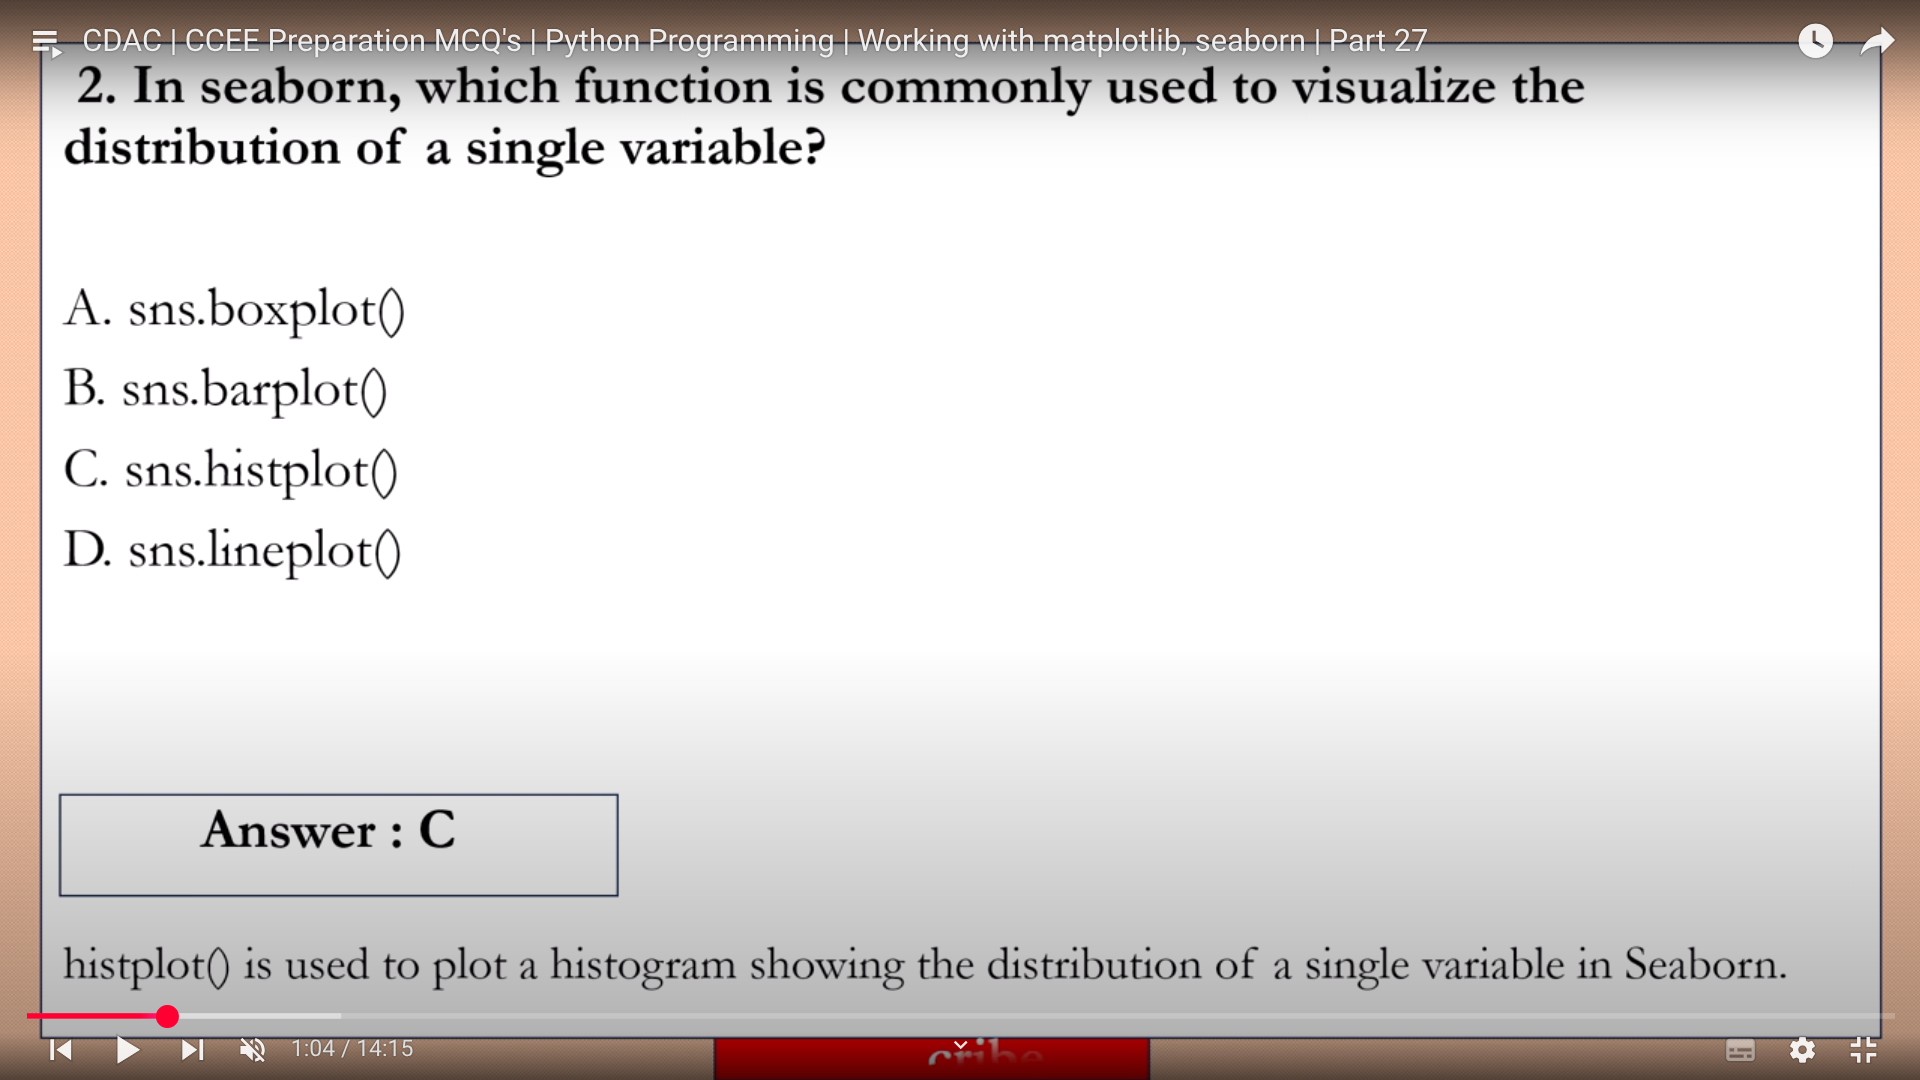 CDAC | CCEE Preparation MCQ's | Python Programming | Working with matplotlib, seaborn | Part 27
2. In seaborn, which function is commonly used to visualize the
distribution of a single variable?
A. sns.boxplot()
B. sns.barplot()
C. sns.histplot()
D. sns.lineplot()
Answer : C
histplot() is used to plot a histogram showing the distribution of a single variable in Seaborn.
1:04 / 14:15